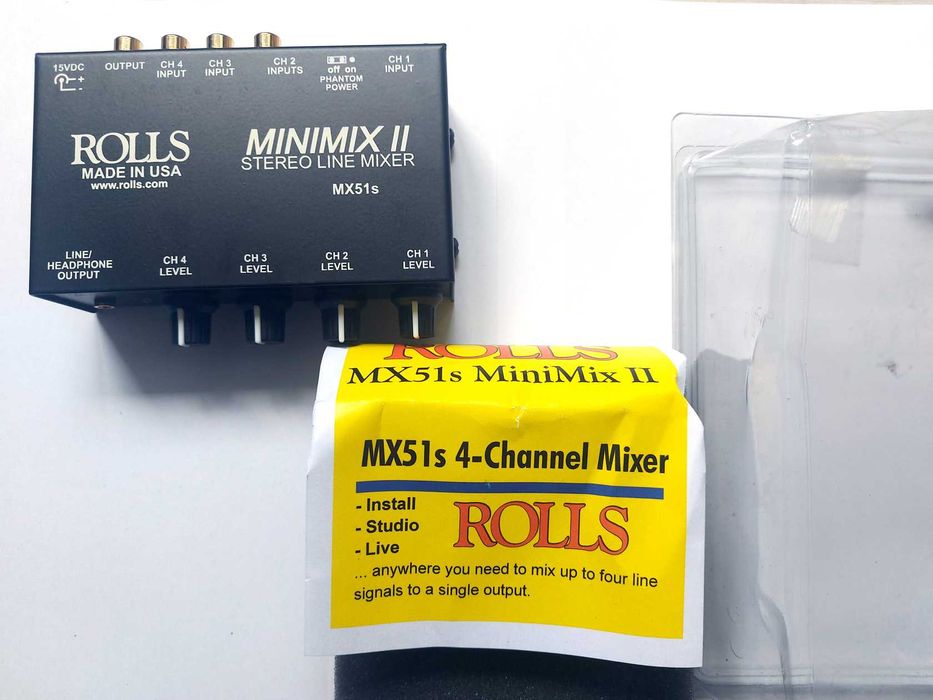 15VDC
+
-
OUTPUT
CH 4
INPUT
CH 3
INPUT
CH 2
INPUTS
off on
PHANTOM
POWER
CH 1
INPUT
ROLLS
MADE IN USA
www.rolls.com
MINIMIX II
STEREO LINE MIXER
MX51s
LINE/
HEADPHONE
OUTPUT
CH 4
LEVEL
CH 3
LEVEL
CH 2
LEVEL
CH 1
LEVEL
ROLLS
MX51s MiniMix II
MX51s 4-Channel Mixer
- Install
- Studio
- Live
ROLLS
... anywhere you need to mix up to four line
signals to a single output.